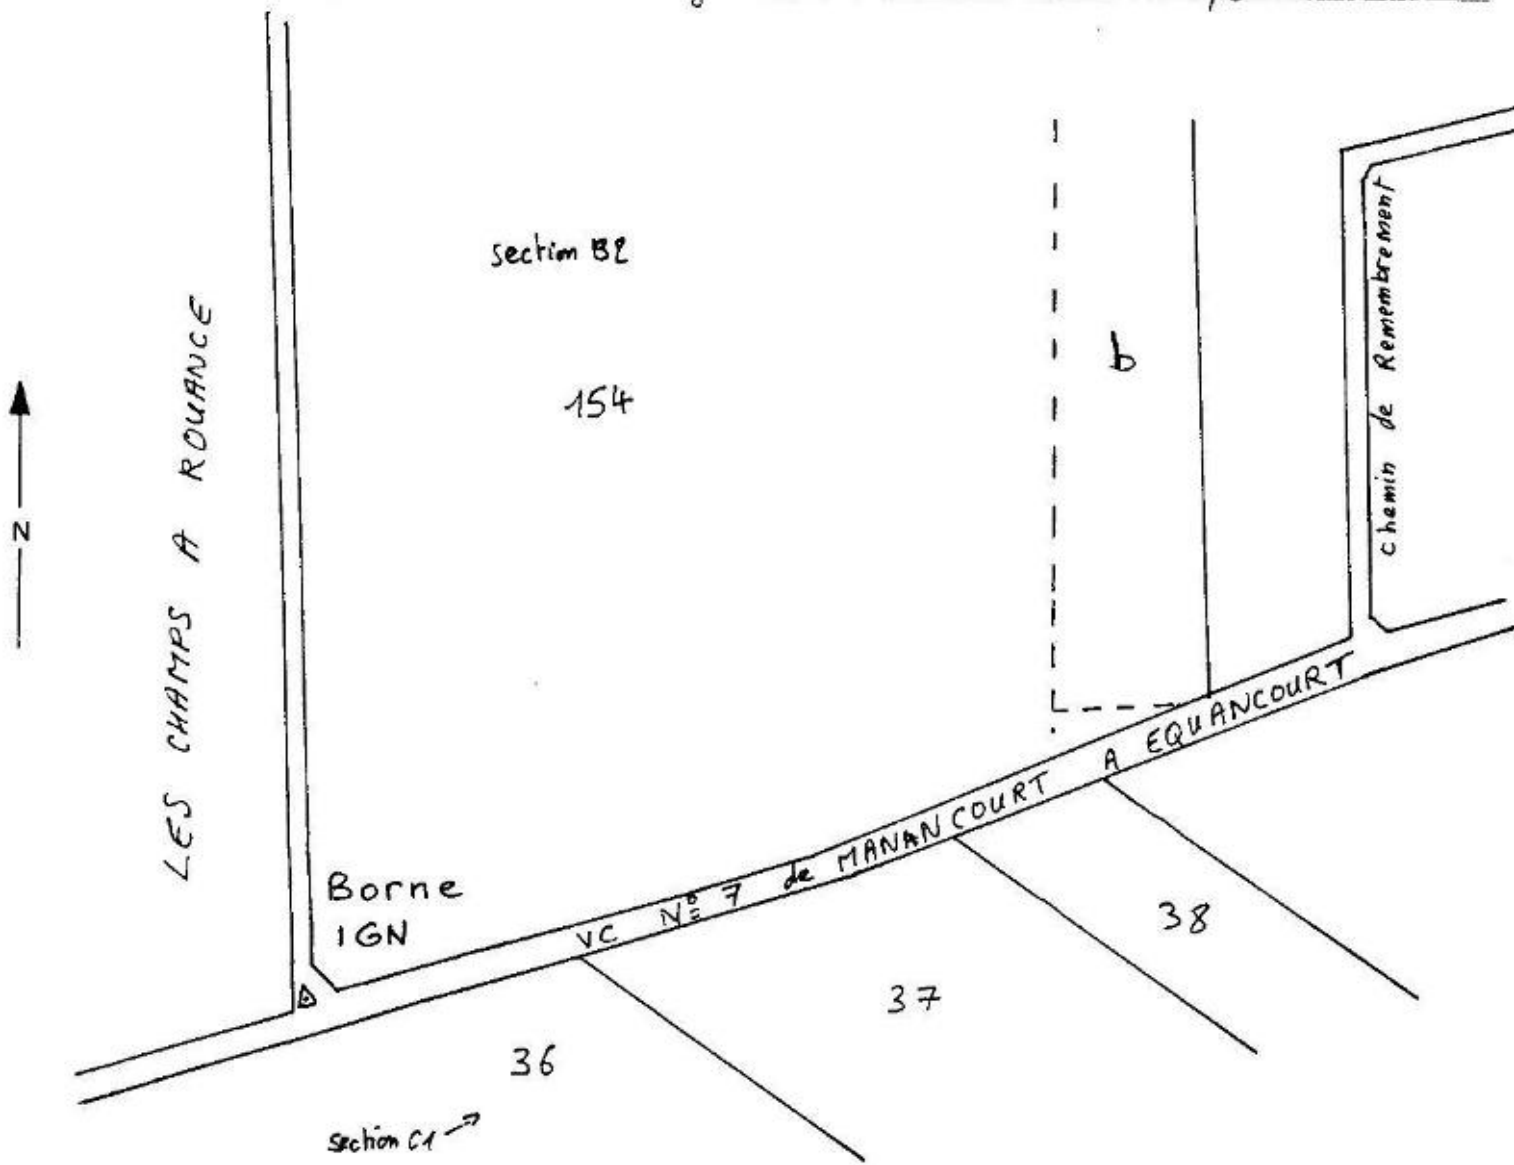 section B2
154
b
chemin de Remembrement
N
LES CHAMPS A ROUANCE
Borne
IGN
VC Nº 7 de MANANCOURT A EQUANCOURT
38
37
36
section C1